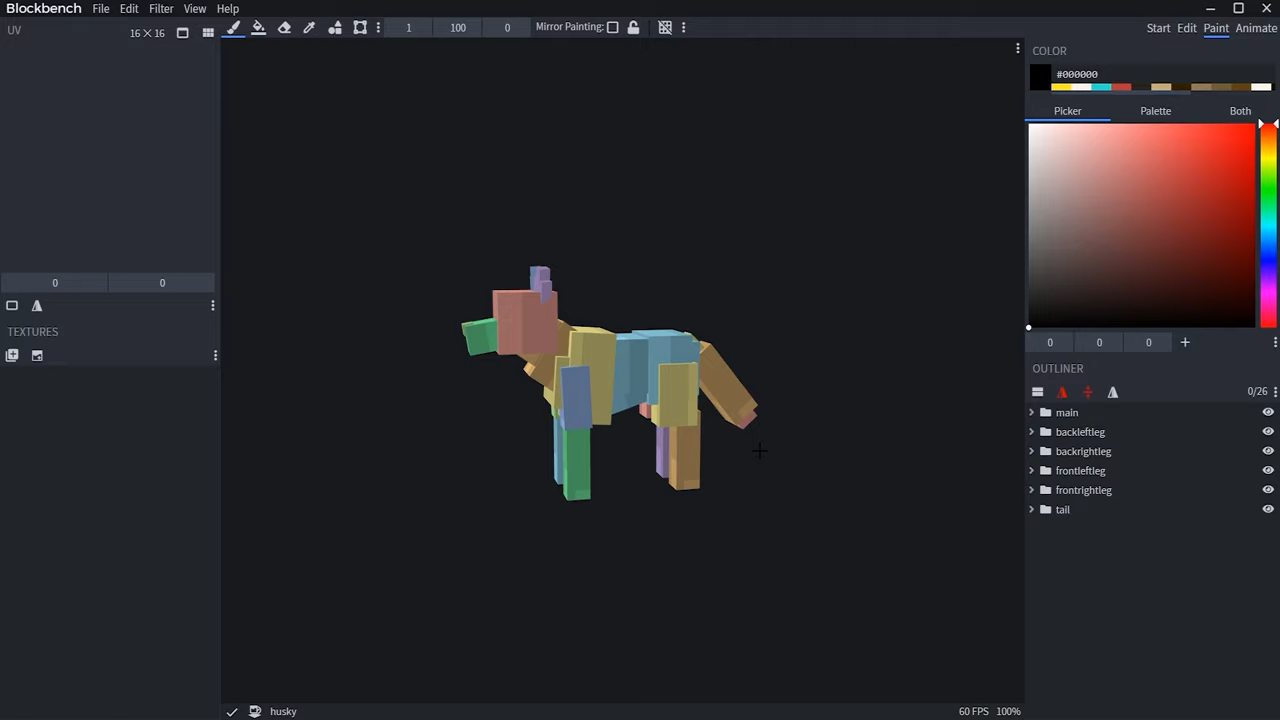 Blockbench File Edit Filter View Help
UV 16 × 16 1 100 0 Mirror Painting: Start Edit Paint Animate
COLOR
#000000
Picker Palette Both
0 0
TEXTURES
0 0 0
OUTLINER
0/26
main
backleftleg
backrightleg
frontleftleg
frontrightleg
tail
husky 60 FPS 100%